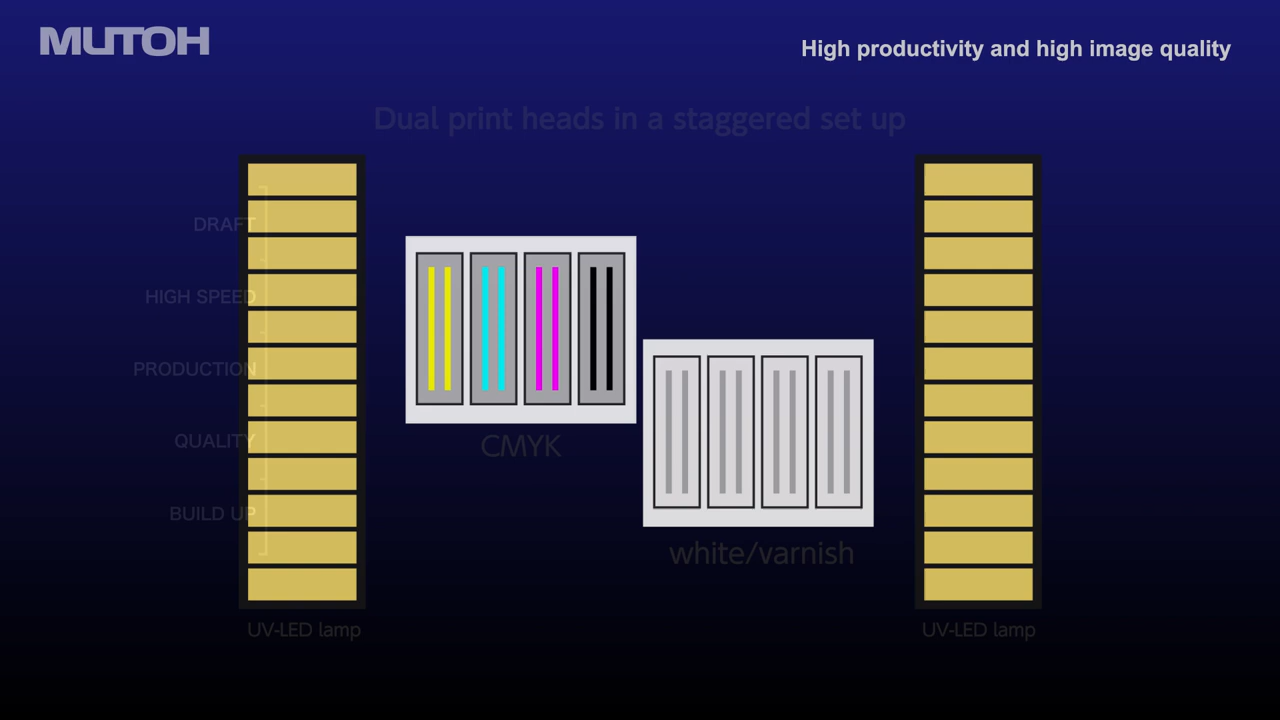 MUTOH
High productivity and high image quality
Dual print heads in a staggered set up
DRAFT
HIGH SPEED
PRODUCTION
QUALITY
BUILD UP
CMYK
white/varnish
UV-LED lamp
UV-LED lamp